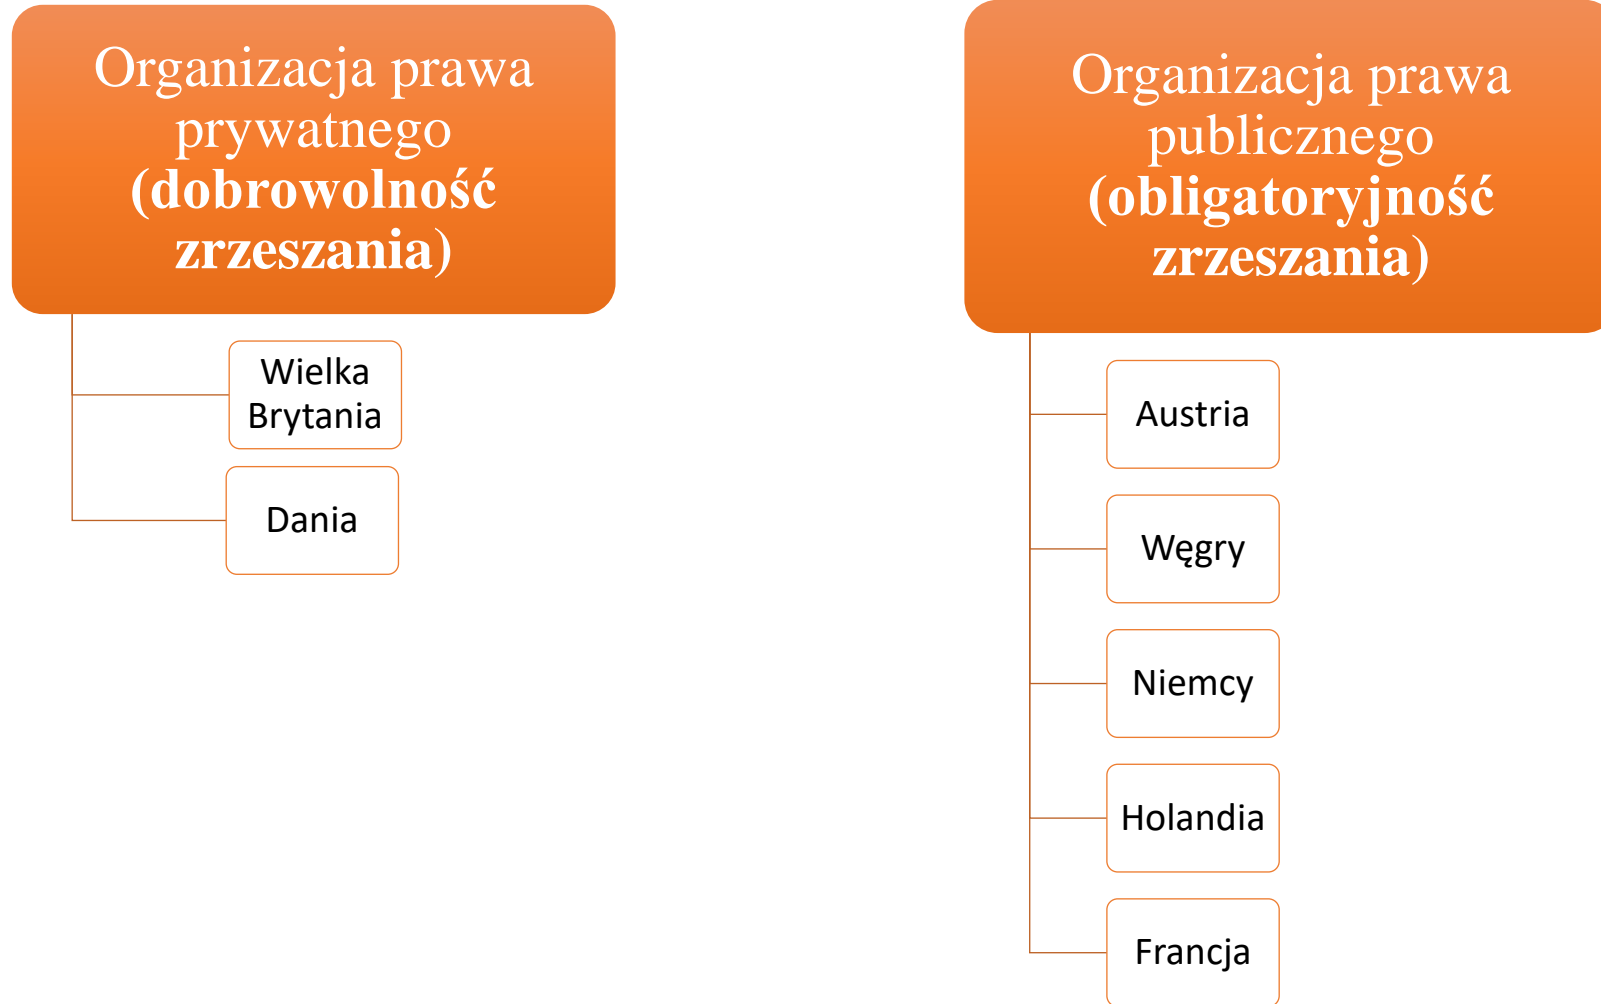 Organizacja prawa
prywatnego
(dobrowolność
zrzeszania)
Wielka
Brytania
Dania
Organizacja prawa
publicznego
(obligatoryjność
zrzeszania)
Austria
Węgry
Niemcy
Holandia
Francja